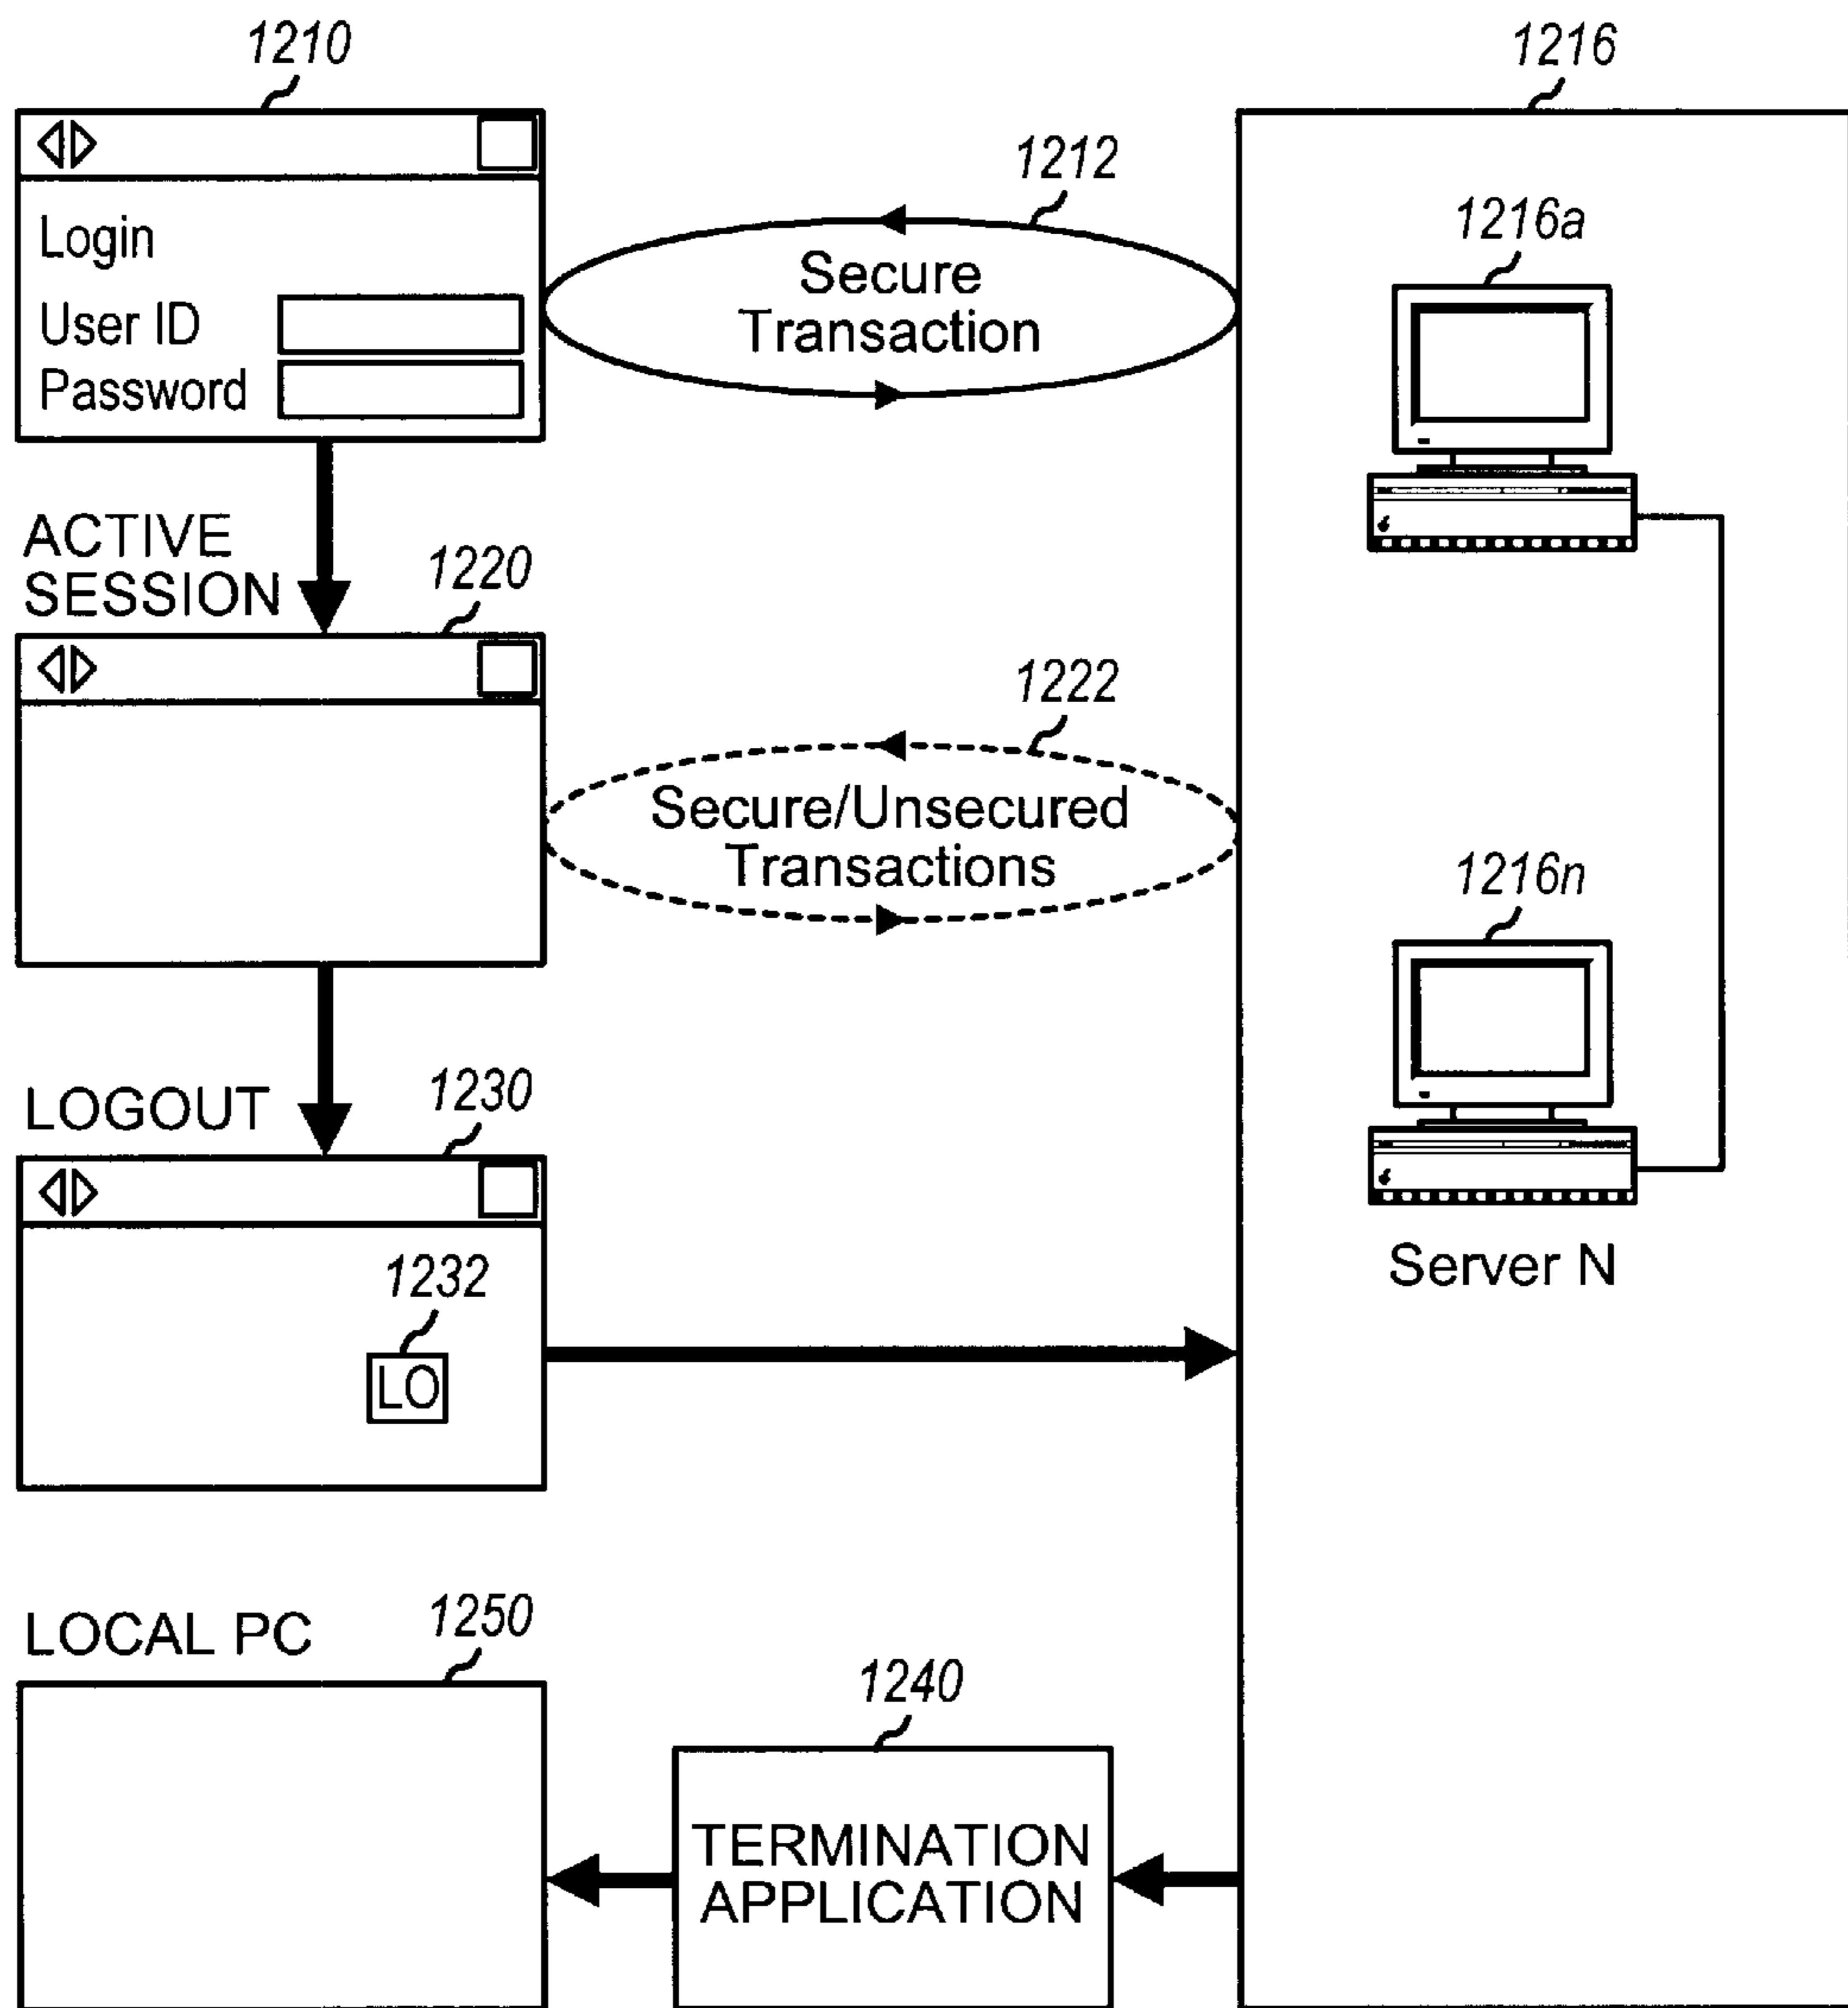 1210
1216
Login
User ID
Password
1212
Secure
Transaction
1216a
ACTIVE
SESSION
1220
1222
Secure/Unsecured
Transactions
1216n
Server N
LOGOUT
1230
1232
LO
LOCAL PC
1250
1240
TERMINATION
APPLICATION